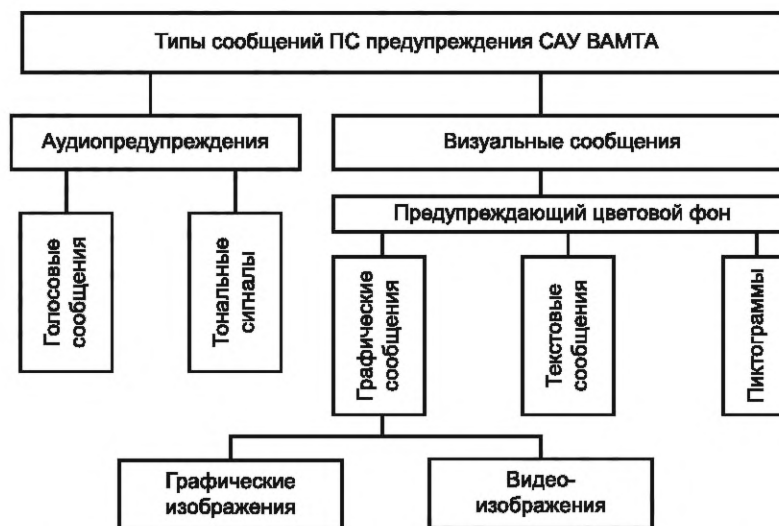 Типы сообщений ПС предупреждения САУ ВАМТА
Аудиопредупреждения
Визуальные сообщения
Предупреждающий цветовой фон
Голосовые
сообщения
Тональные
сигналы
Графические
сообщения
Текстовые
сообщения
Пиктограммы
Графические
изображения
Видео-
изображения